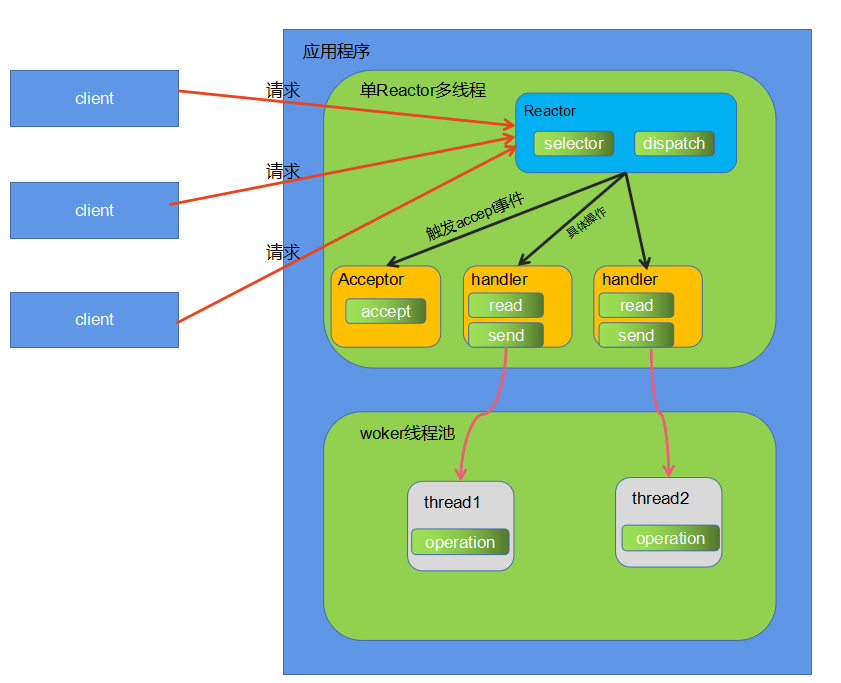 应用程序
client
请求
单Reactor多线程
Reactor
selector
dispatch
client
请求
触发accept事件
具体操作
client
请求
Acceptor
accept
handler
read
send
handler
read
send
woker线程池
thread1
operation
thread2
operation